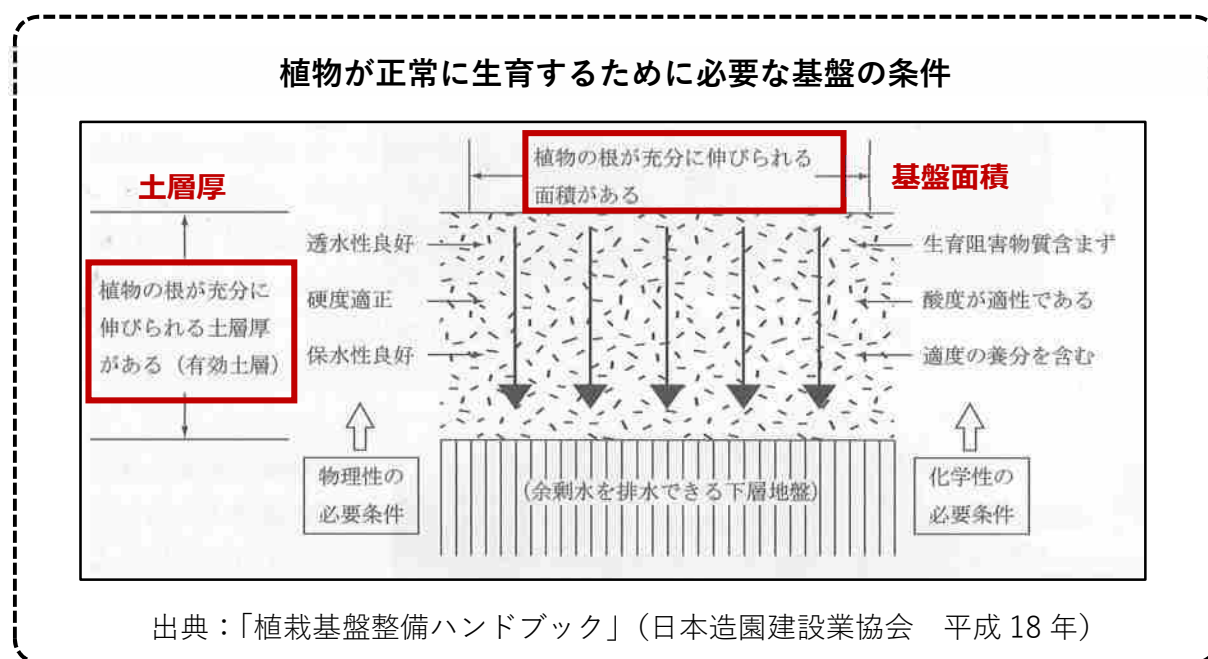 植物が正常に生育するために必要な基盤の条件
植物の根が充分に伸びられる
面積がある
基盤面積
土層厚
植物の根が充分に
伸びられる土層厚
がある（有効土層）
透水性良好
硬度適正
保水性良好
生育阻害物質含まず
酸度が適性である
適度の養分を含む
物理性の
必要条件
(余剰水を排水できる下層地盤)
化学性の
必要条件
出典：「植栽基盤整備ハンドブック」（日本造園建設業協会　平成 18 年）